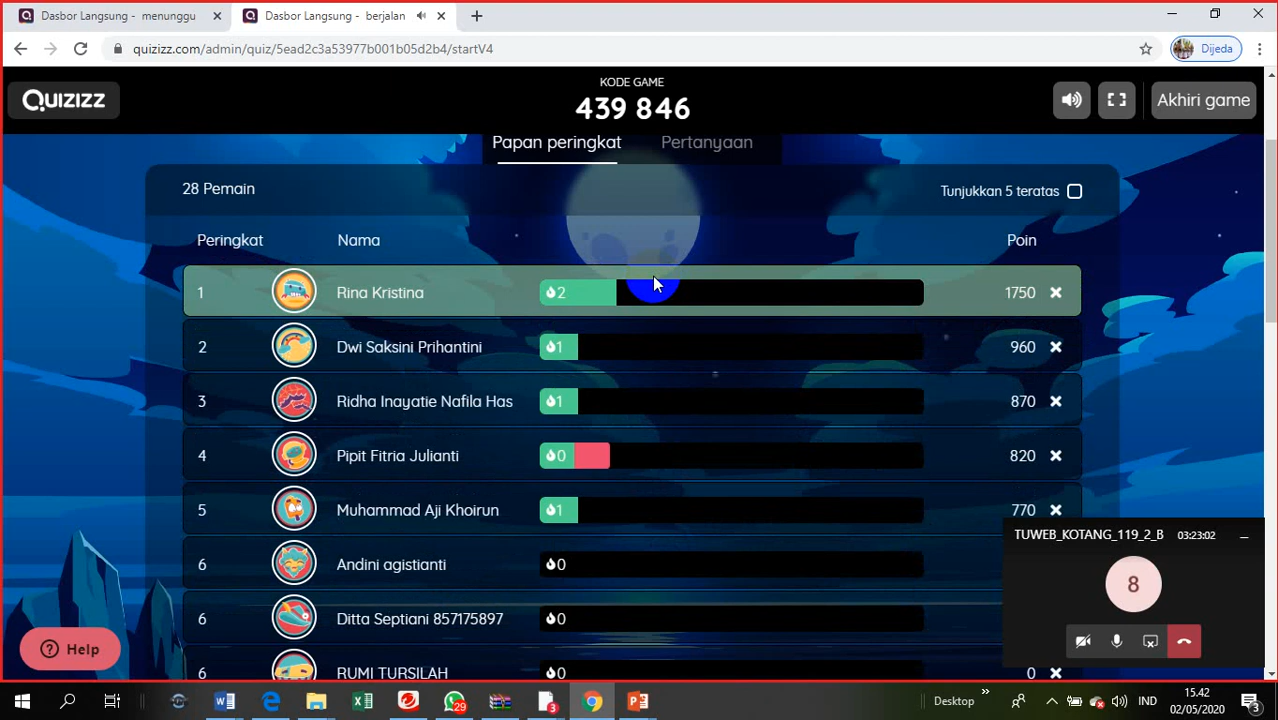 Dasbor Langsung - menunggu
Dasbor Langsung - berjalan
quizizz.com/admin/quiz/5ead2c3a53977b001b05d2b4/startV4
Dijeda
QUIZIZZ
KODE GAME
439 846
Akhiri game
Papan peringkat
Pertanyaan
28 Pemain
Tunjukkan 5 teratas
Peringkat Nama Poin
1 Rina Kristina 2 1750
2 Dwi Saksini Prihantini 1 960
3 Ridha Inayatie Nafila Has 1 870
4 Pipit Fitria Julianti 0 820
5 Muhammad Aji Khoirun 1 770
6 Andini agistianti 0
6 Ditta Septiani 857175897 0
6 RUMI TURSILAH 0 0
TUWEB_KOTANG_119_2_B 03:23:02
8
Help
29
3
Desktop
IND
15.42
02/05/2020
3